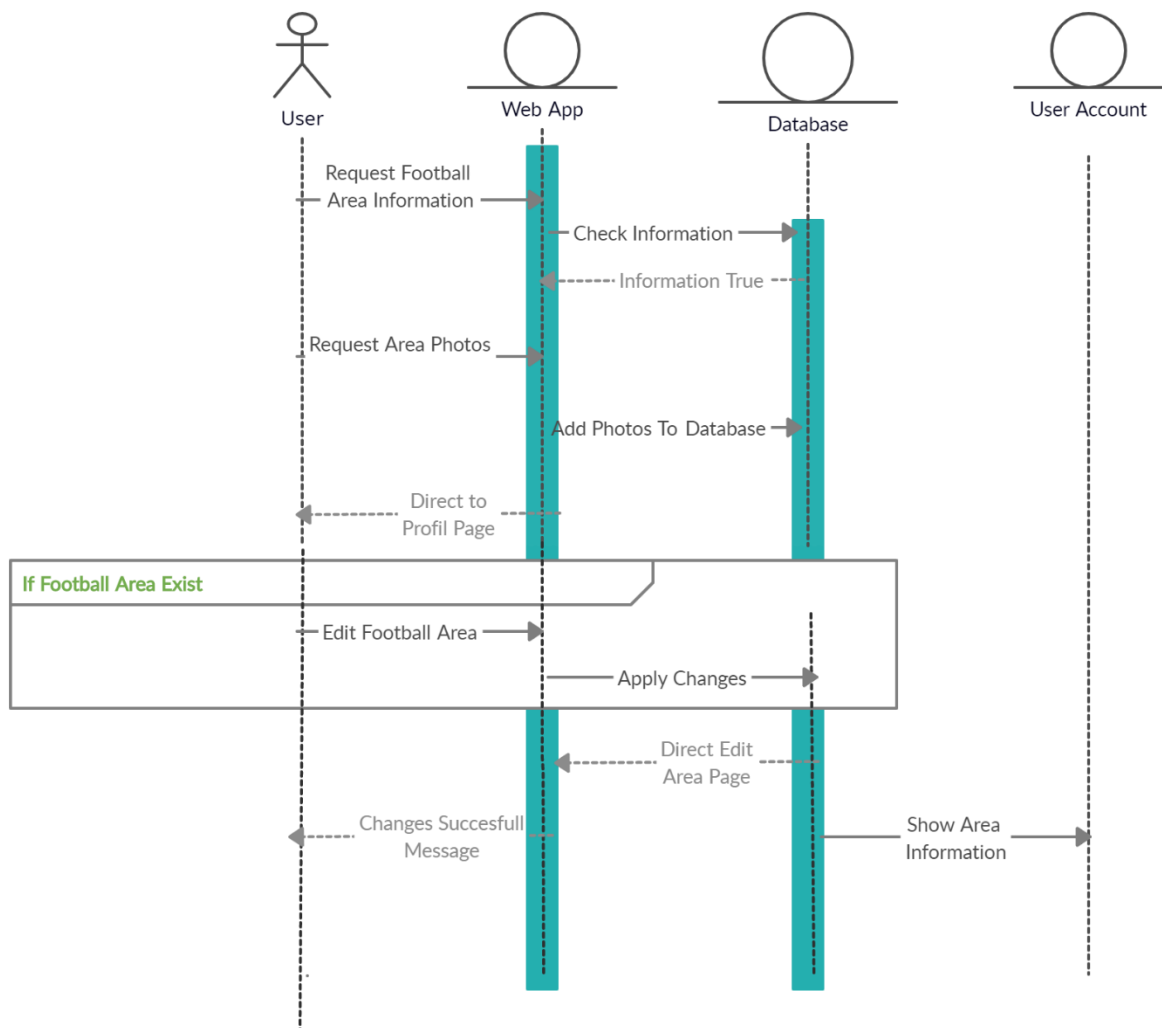 User
Web App
Database
User Account
Request Football
Area Information
Check Information
Information True
Request Area Photos
Add Photos To Database
Direct to
Profil Page
If Football Area Exist
Edit Football Area
Apply Changes
Direct Edit
Area Page
Changes Succesfull
Message
Show Area
Information